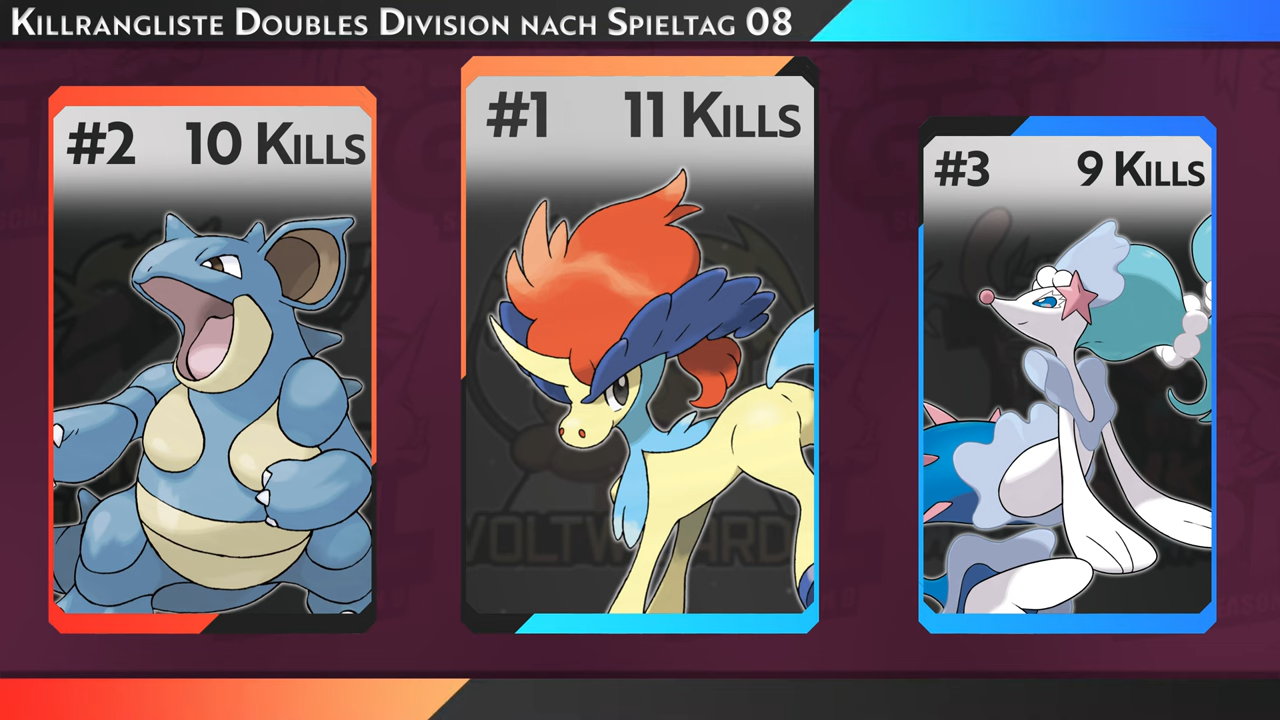 Killrangliste Doubles Division nach Spieltag 08
#2 10 Kills
#1 11 Kills
#3 9 Kills